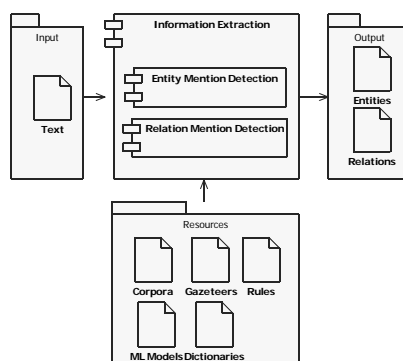 Input
Text
Information Extraction
Entity Mention Detection
Relation Mention Detection
Output
Entities
Relations
Resources
Corpora Gazeteers Rules
ML Models Dictionaries